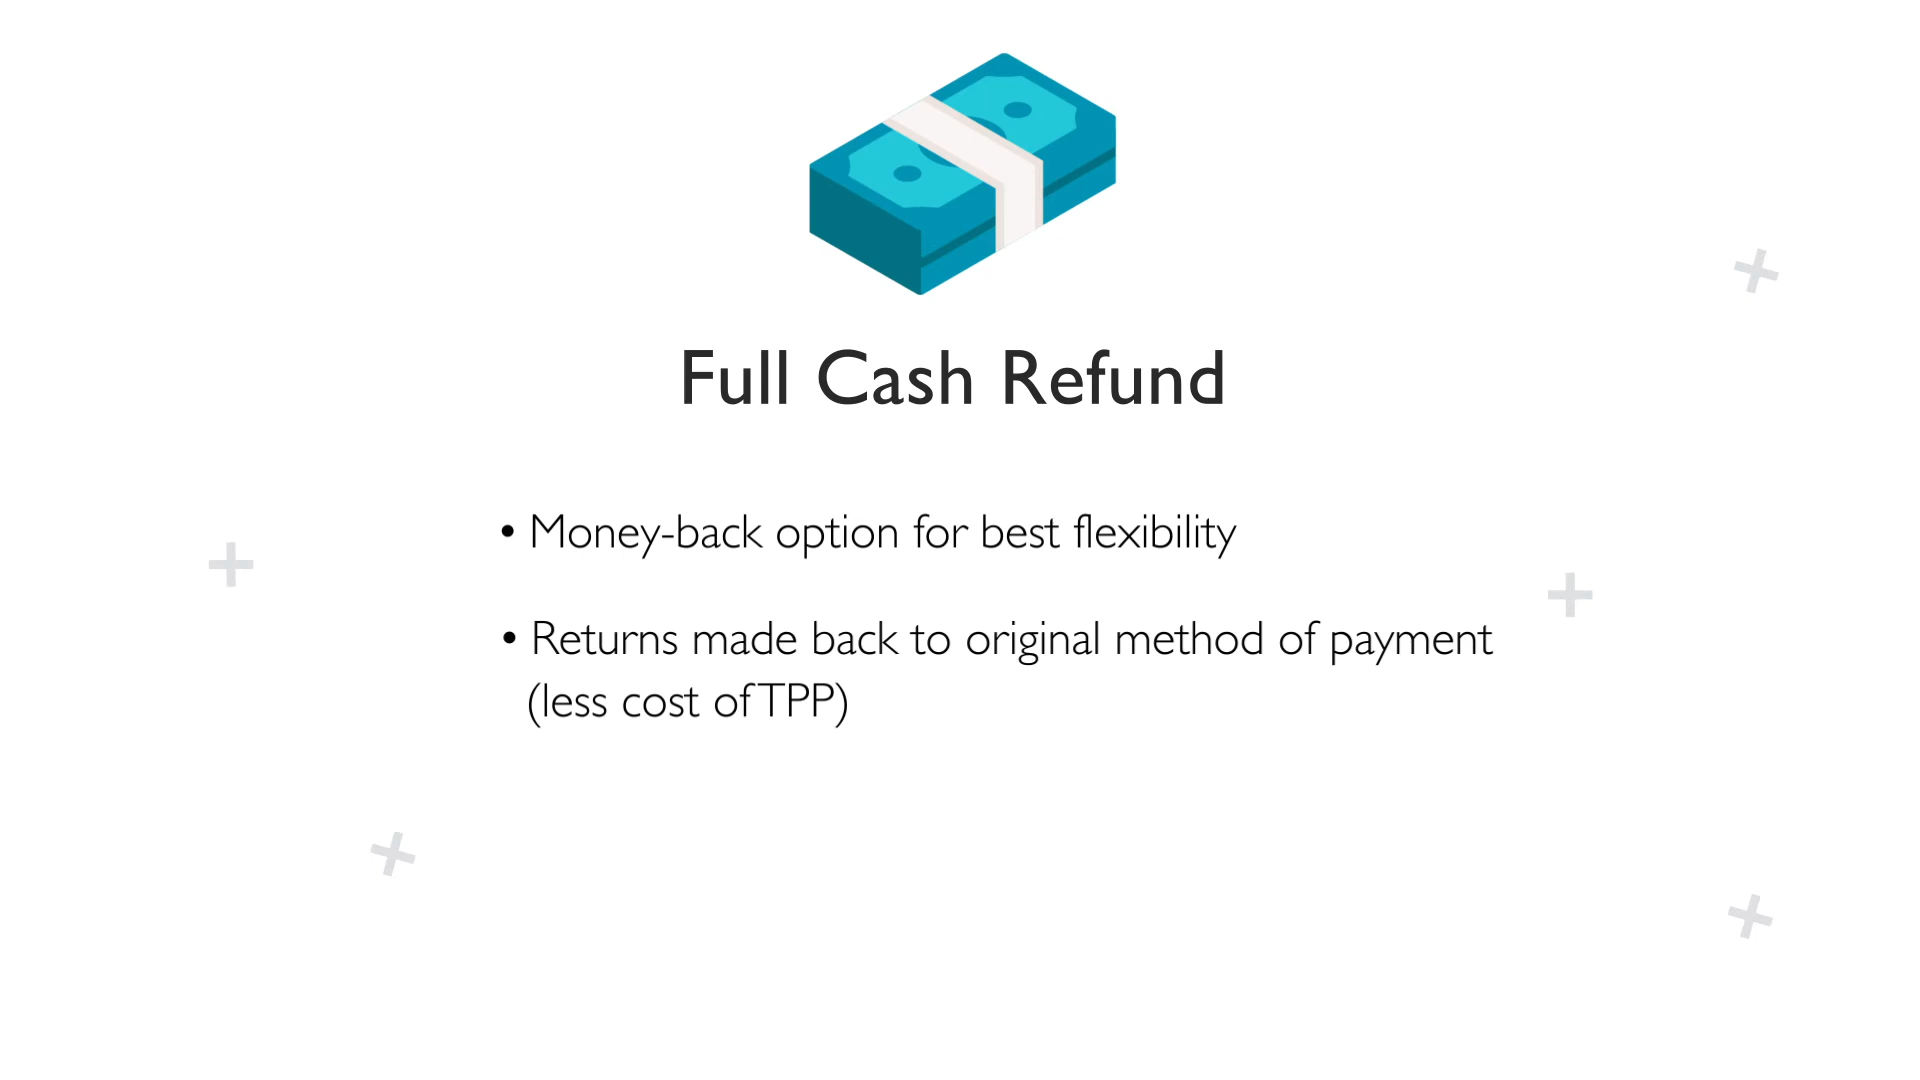 Full Cash Refund
• Money-back option for best flexibility
• Returns made back to original method of payment
(less cost of TPP)